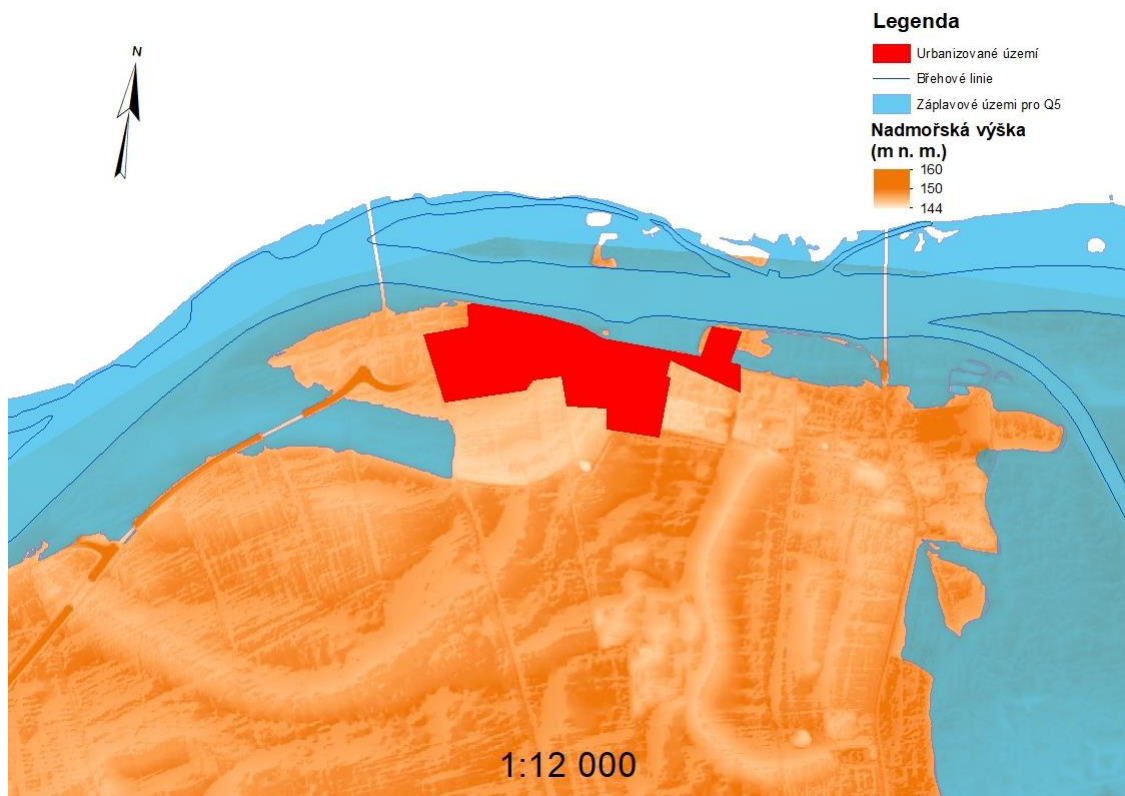 N
Legenda
Urbanizované území
Břehové linie
Záplavové území pro Q5
Nadmořská výška
(m n. m.)
160
150
144
1:12 000